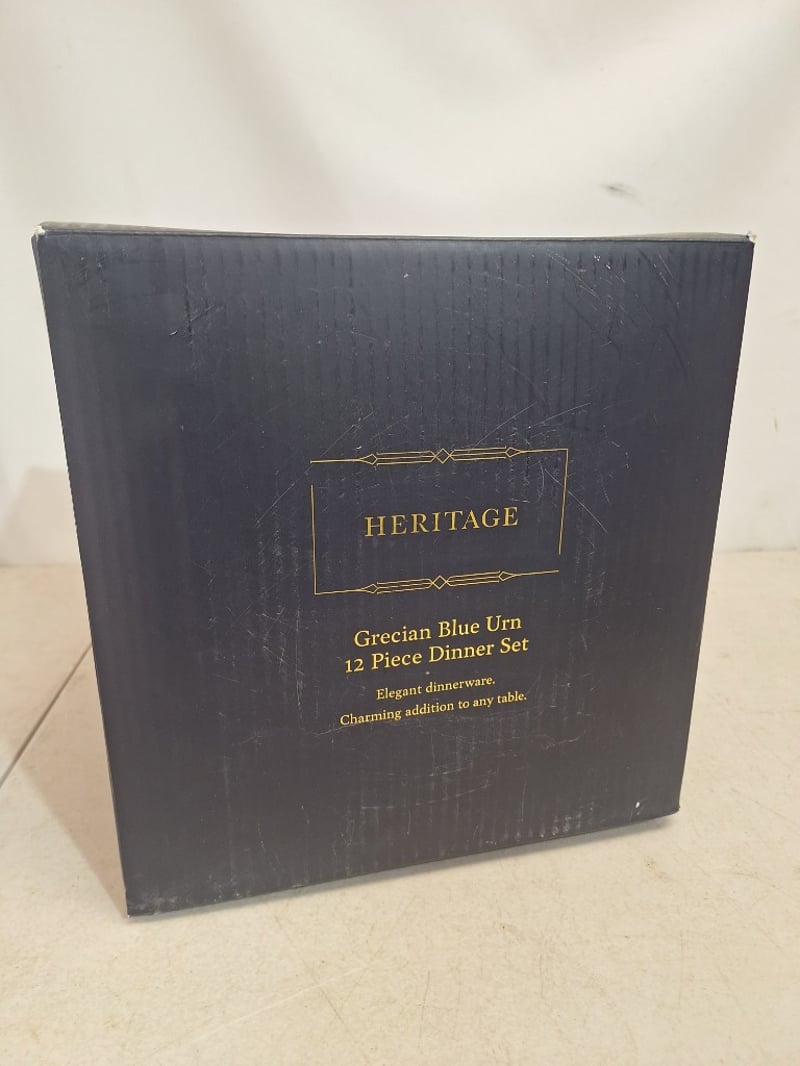 HERITAGE
Grecian Blue Urn
12 Piece Dinner Set
Elegant dinnerware.
Charming addition to any table.